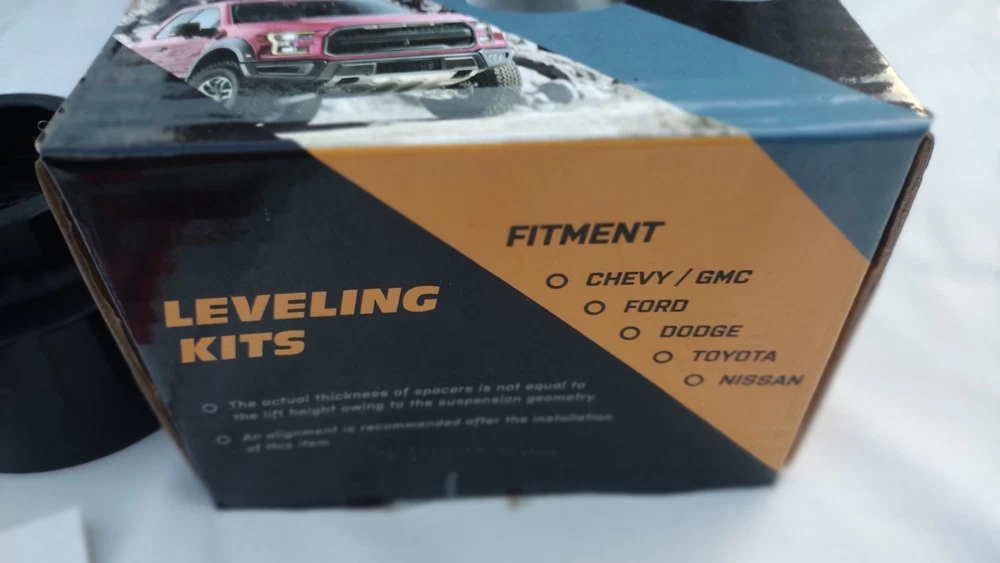 LEVELING
KITS
The actual thickness of spacers is not equal to
the lift height owing to the suspension geometry
An alignment is recommended after the installation
of this item
FITMENT
CHEVY / GMC
FORD
DODGE
TOYOTA
NISSAN